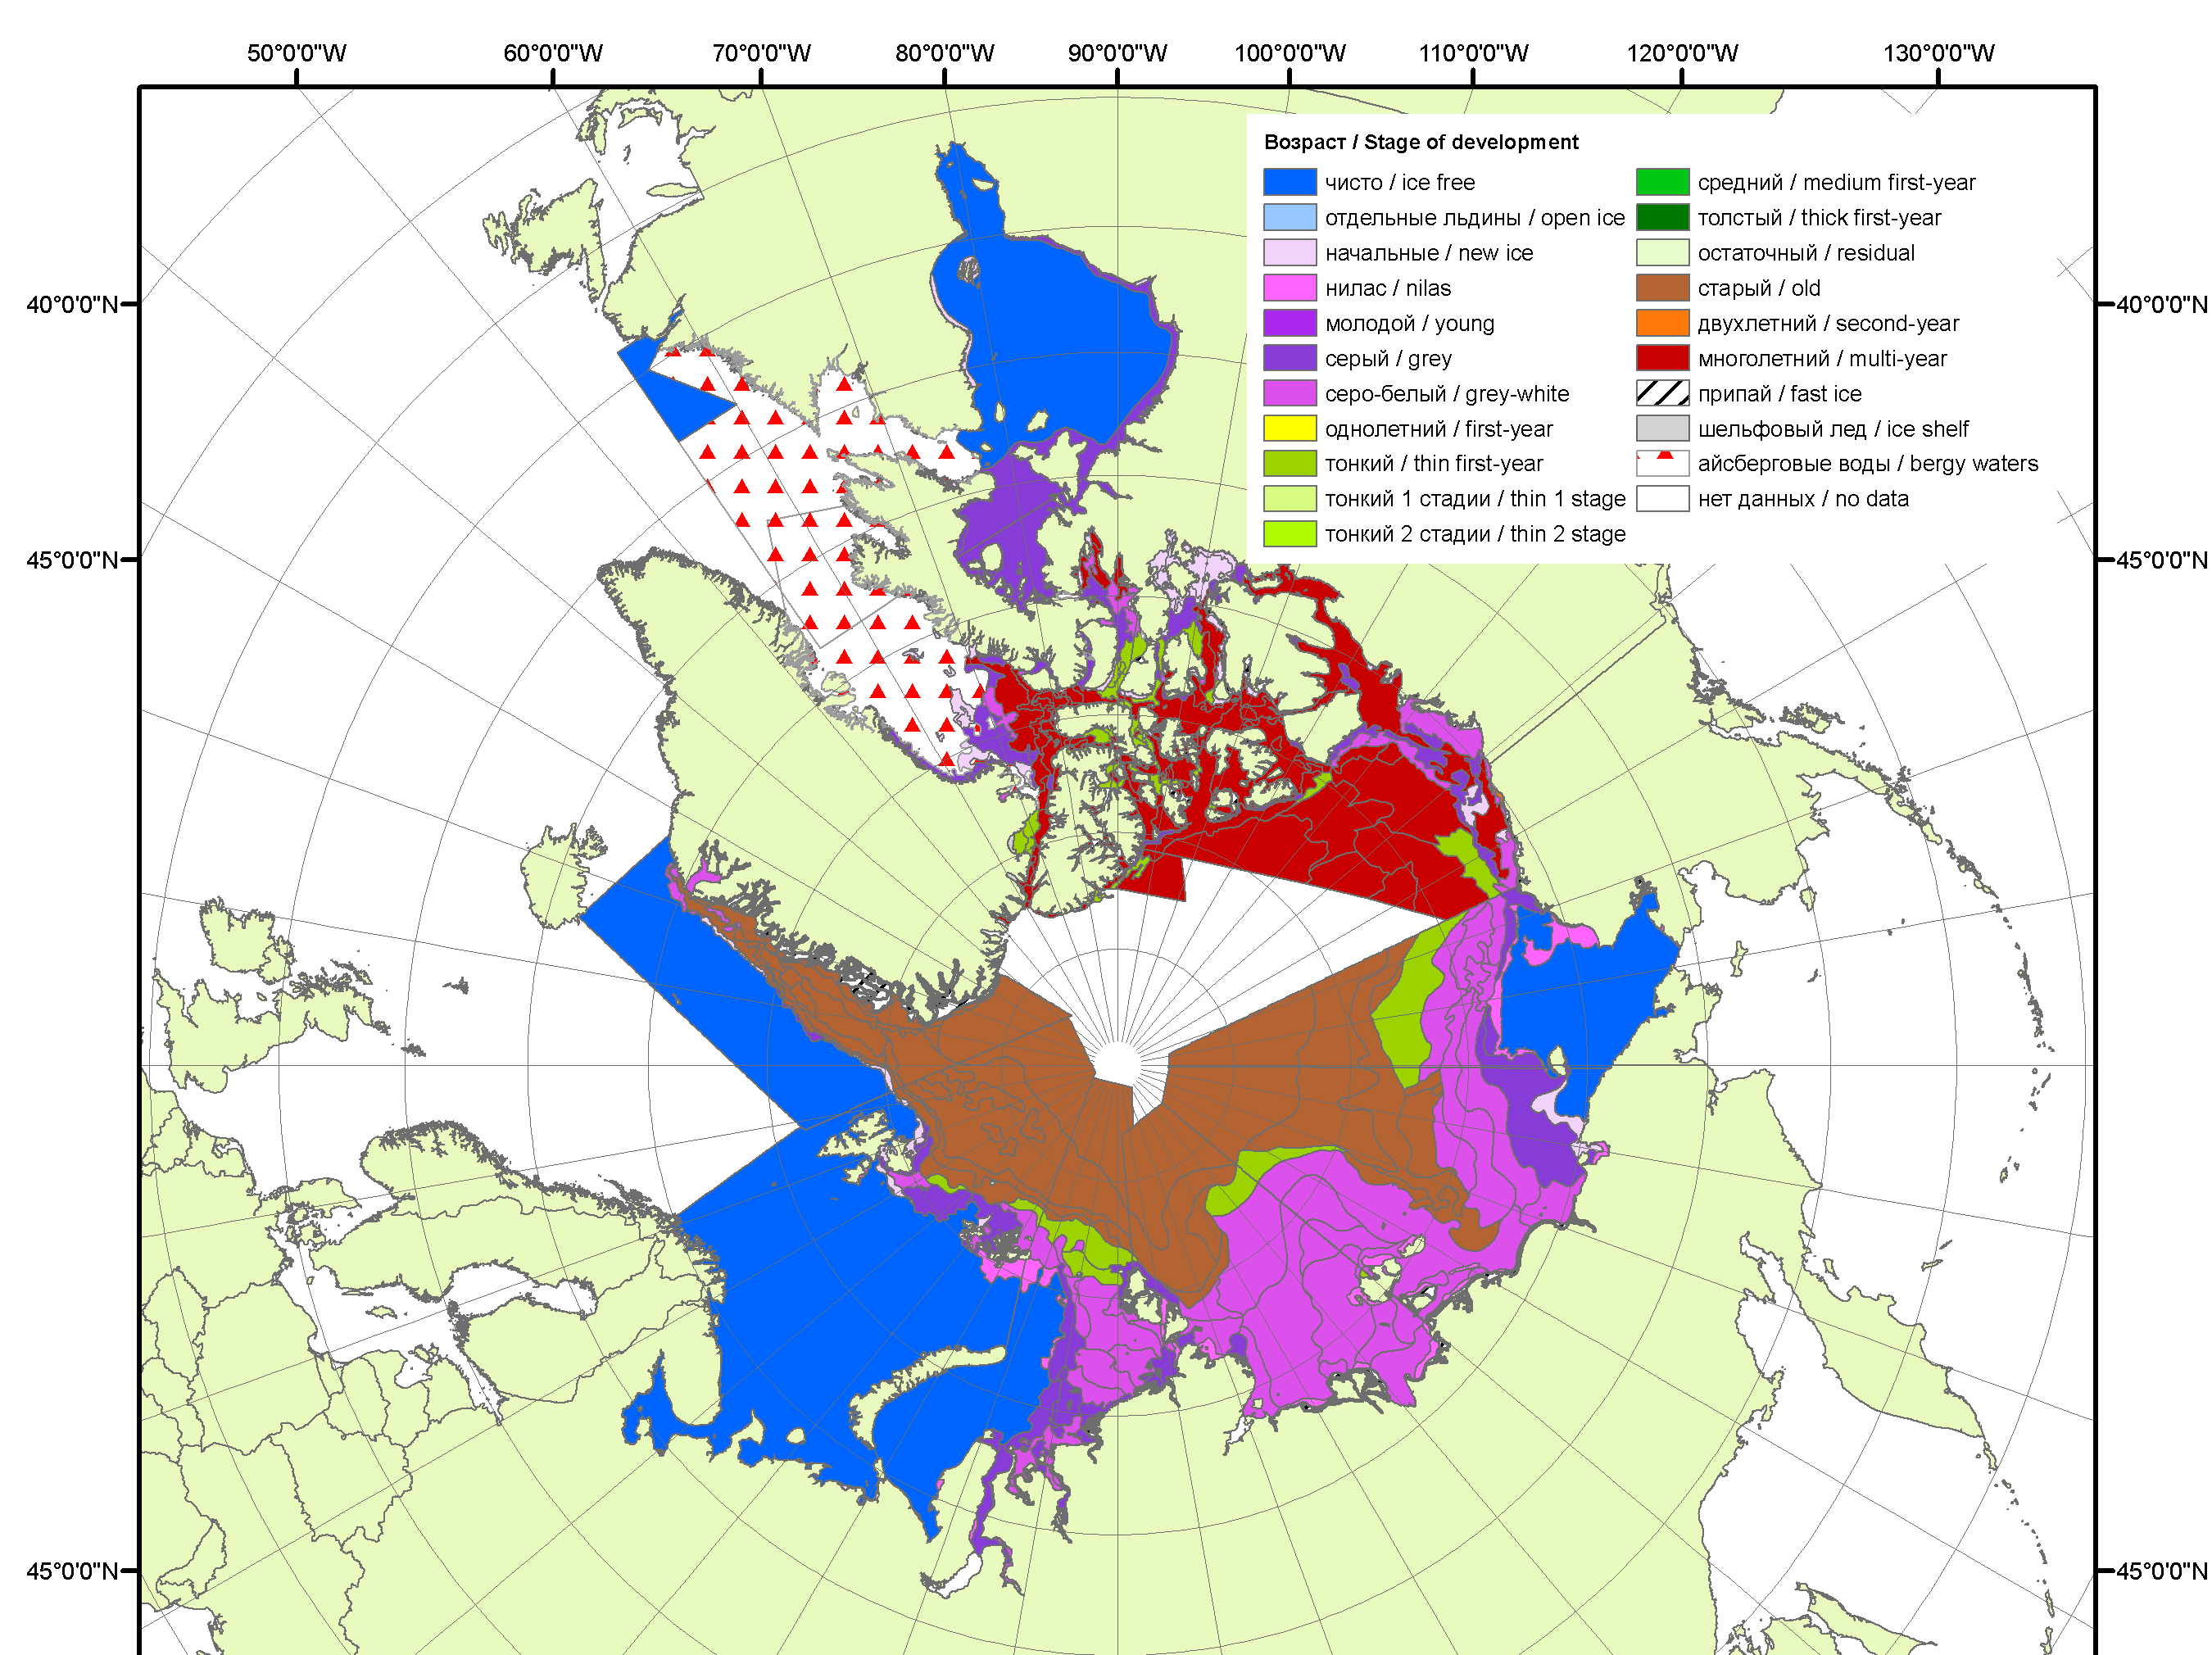 50°0'0"W 60°0'0"W 70°0'0"W 80°0'0"W 90°0'0"W 100°0'0"W 110°0'0"W 120°0'0"W 130°0'0"W
Возраст / Stage of development
чисто / ice free
отдельные льдины / open ice
начальные / new ice
нилас / nilas
молодой / young
серый / grey
серо-белый / grey-white
однолетний / first-year
тонкий / thin first-year
тонкий 1 стадии / thin 1 stage
тонкий 2 стадии / thin 2 stage
средний / medium first-year
толстый / thick first-year
остаточный / residual
старый / old
двухлетний / second-year
многолетний / multi-year
припай / fast ice
шельфовый лед / ice shelf
айсберговые воды / bergy waters
нет данных / no data
40°0'0"N 40°0'0"N
45°0'0"N 45°0'0"N
45°0'0"N 45°0'0"N